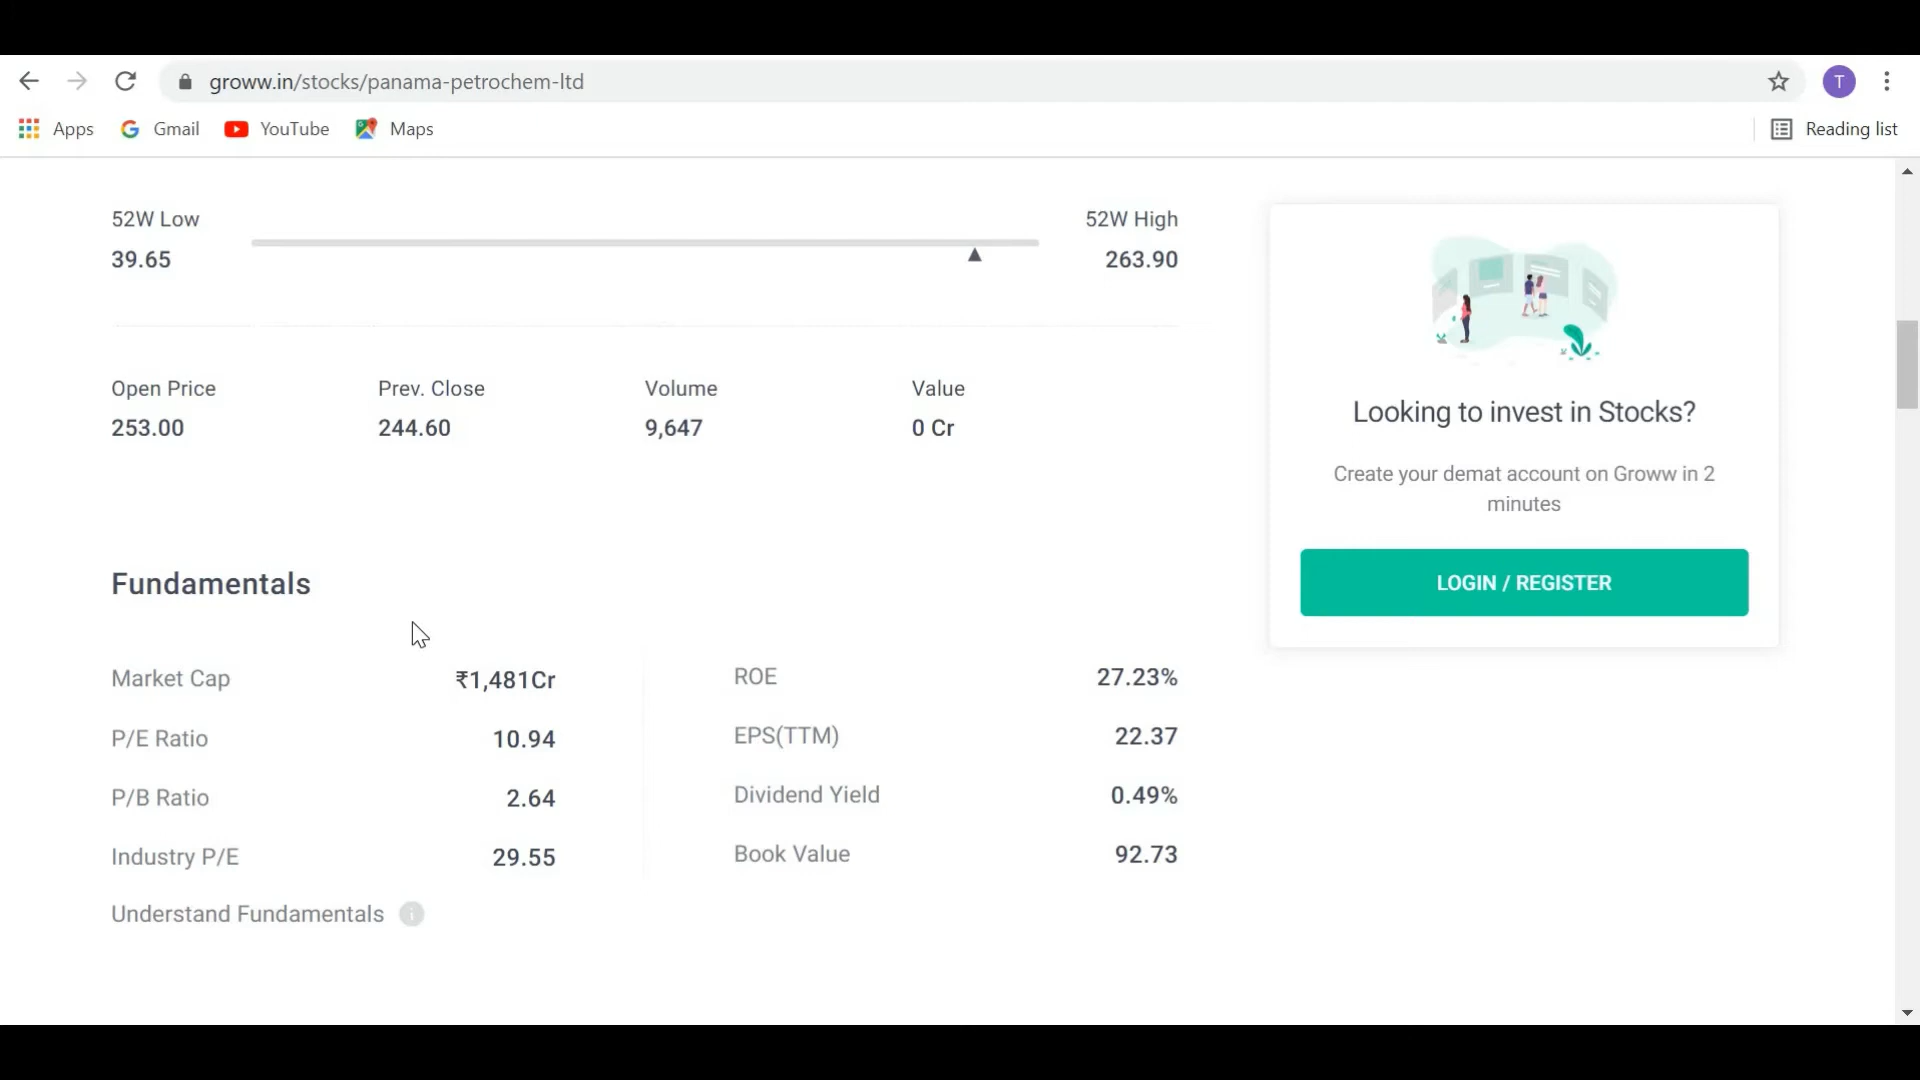 groww.in/stocks/panama-petrochem-ltd
T
Apps
Gmail
YouTube
Maps
Reading list
52W Low
52W High
39.65
263.90
Open Price
Prev. Close
Volume
Value
253.00
244.60
9,647
0 Cr
Fundamentals
Market Cap
₹1,481Cr
P/E Ratio
10.94
P/B Ratio
2.64
Industry P/E
29.55
Understand Fundamentals
ROE
27.23%
EPS(TTM)
22.37
Dividend Yield
0.49%
Book Value
92.73
Looking to invest in Stocks?
Create your demat account on Groww in 2
minutes
LOGIN / REGISTER